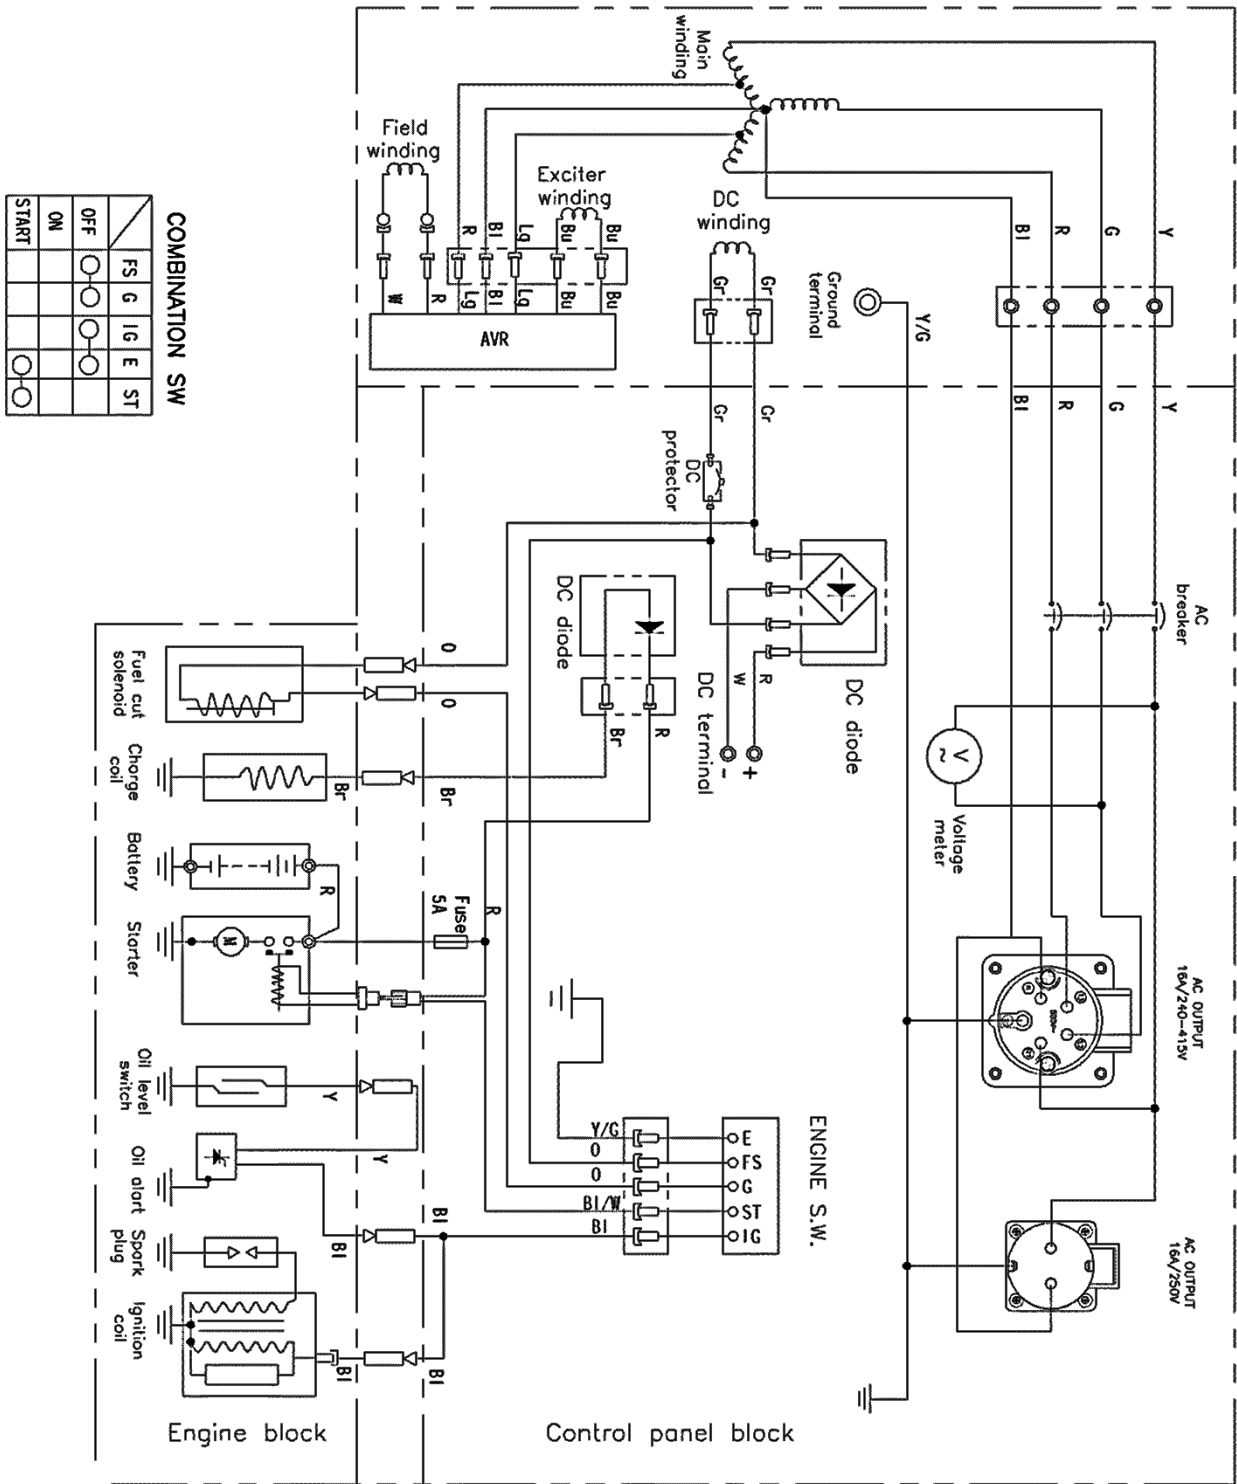 Main
winding
Field
winding
Exciter
winding
DC
winding
Ground
terminal
R
Bl
Lg
Bu
Bu
Gr
Gr
Y/G
Bl
R
G
Y
W
R
Lg
Bl
Lg
Bu
Bu
AVR
COMBINATION SW
FS
G
IG
E
ST
OFF
ON
START
Gr
Gr
Bl
R
G
Y
DC
protector
AC
breaker
DC diode
DC diode
W
R
DC terminal
-
+
V
~
Voltage
meter
Fuel cut
solenoid
O
O
Charge
coil
Br
Br
Br
R
Battery
R
Starter
M
Fuse
5A
R
AC OUTPUT
16A/240-415V
Oil level
switch
Y
Y
Oil alart
Bl
Bl
Spark
plug
Ignition
coil
Bl
Bl
ENGINE S.W.
Y/G
E
O
FS
O
G
Bl/W
ST
Bl
IG
AC OUTPUT
16A/250V
Engine block
Control panel block